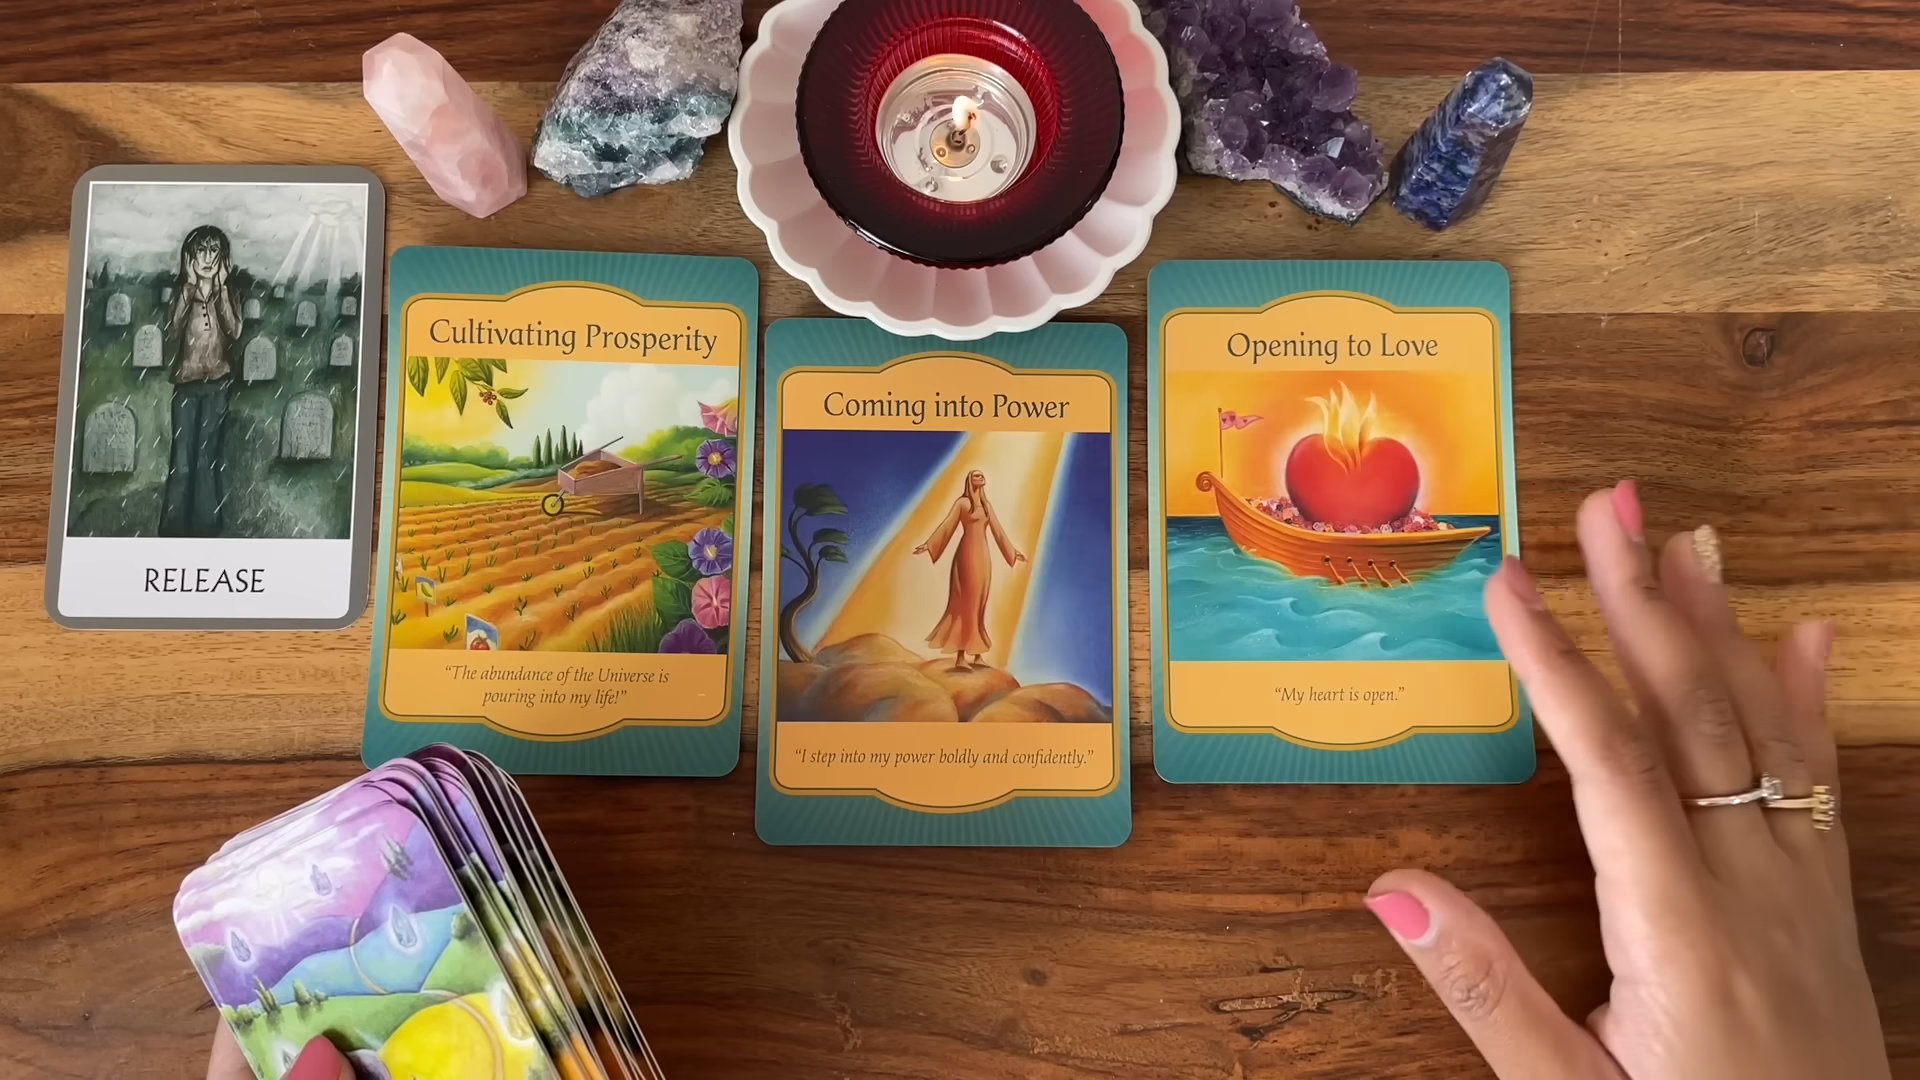 RELEASE
Cultivating Prosperity
"The abundance of the Universe is
pouring into my life!"
Coming into Power
"I step into my power boldly and confidently."
Opening to Love
"My heart is open."